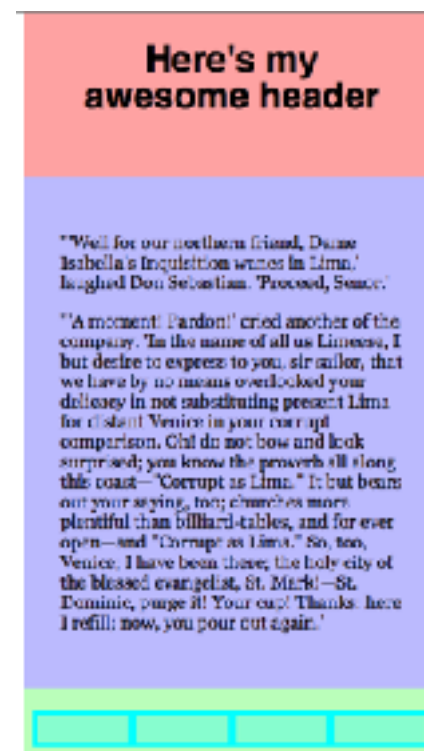 Here's my
awesome header
"'Well for our northern friend, Dame
Isabella's Inquisition wanes in Lima,'
laughed Don Sebastian. 'Proceed, Senor.'
"'A moment! Pardon!' cried another of the
company. 'In the name of all us Limeese, I
but desire to express to you, sir sailor, that
we have by no means overlooked your
delicacy in not substituting present Lima
for distant Venice in your corrupt
comparison. Oh! do not bow and look
surprised; you know the proverb all along
this coast—"Corrupt as Lima." It but bears
out your saying, too; churches more
plentiful than billiard-tables, and for ever
open—and "Corrupt as Lima." So, too,
Venice; I have been there; the holy city of
the blessed evangelist, St. Mark!—St.
Dominic, purge it! Your cup! Thanks: here
I refill; now, you pour out again.'